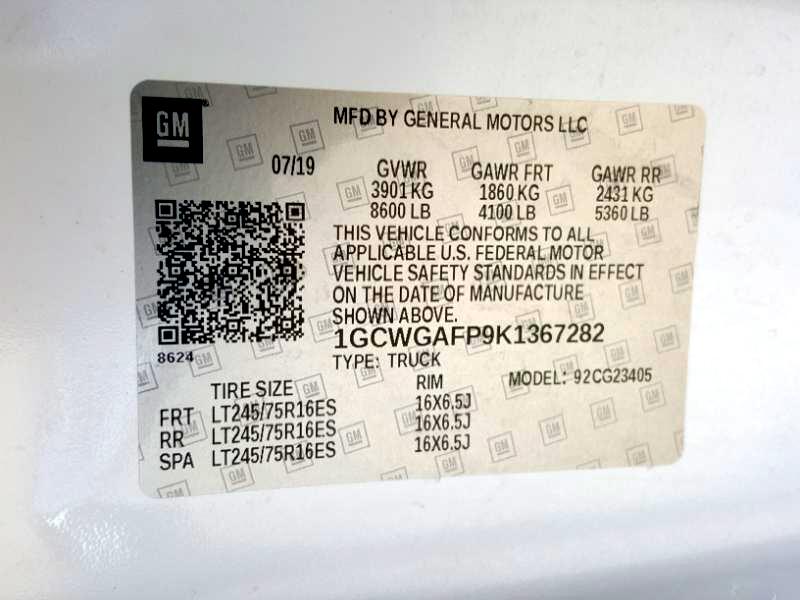 GM
MFD BY GENERAL MOTORS LLC
07/19 GVWR GAWR FRT GAWR RR
3901 KG 1860 KG 2431 KG
8600 LB 4100 LB 5360 LB
THIS VEHICLE CONFORMS TO ALL
APPLICABLE U.S. FEDERAL MOTOR
VEHICLE SAFETY STANDARDS IN EFFECT
ON THE DATE OF MANUFACTURE
SHOWN ABOVE.
1GCWGAFP9K1367282
8624
TYPE: TRUCK
TIRE SIZE RIM MODEL: 92CG23405
FRT LT245/75R16ES 16X6.5J
RR LT245/75R16ES 16X6.5J
SPA LT245/75R16ES 16X6.5J